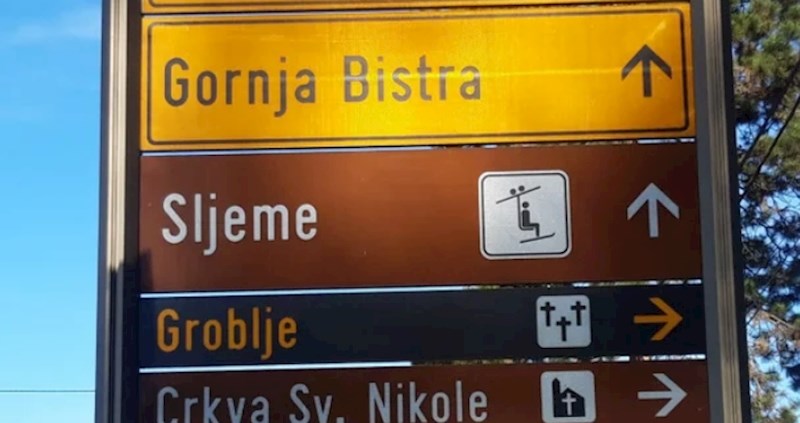 Gornja Bistra
Sljeme
Groblje
Crkva Sv. Nikole